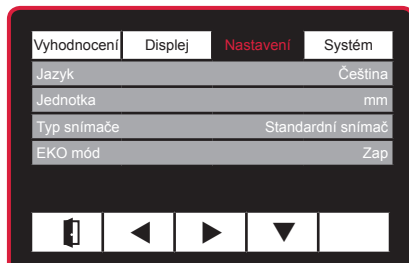 Vyhodnocení Displej Nastavení Systém
Jazyk Čeština
Jednotka mm
Typ snímače Standardní snímač
EKO mód Zap